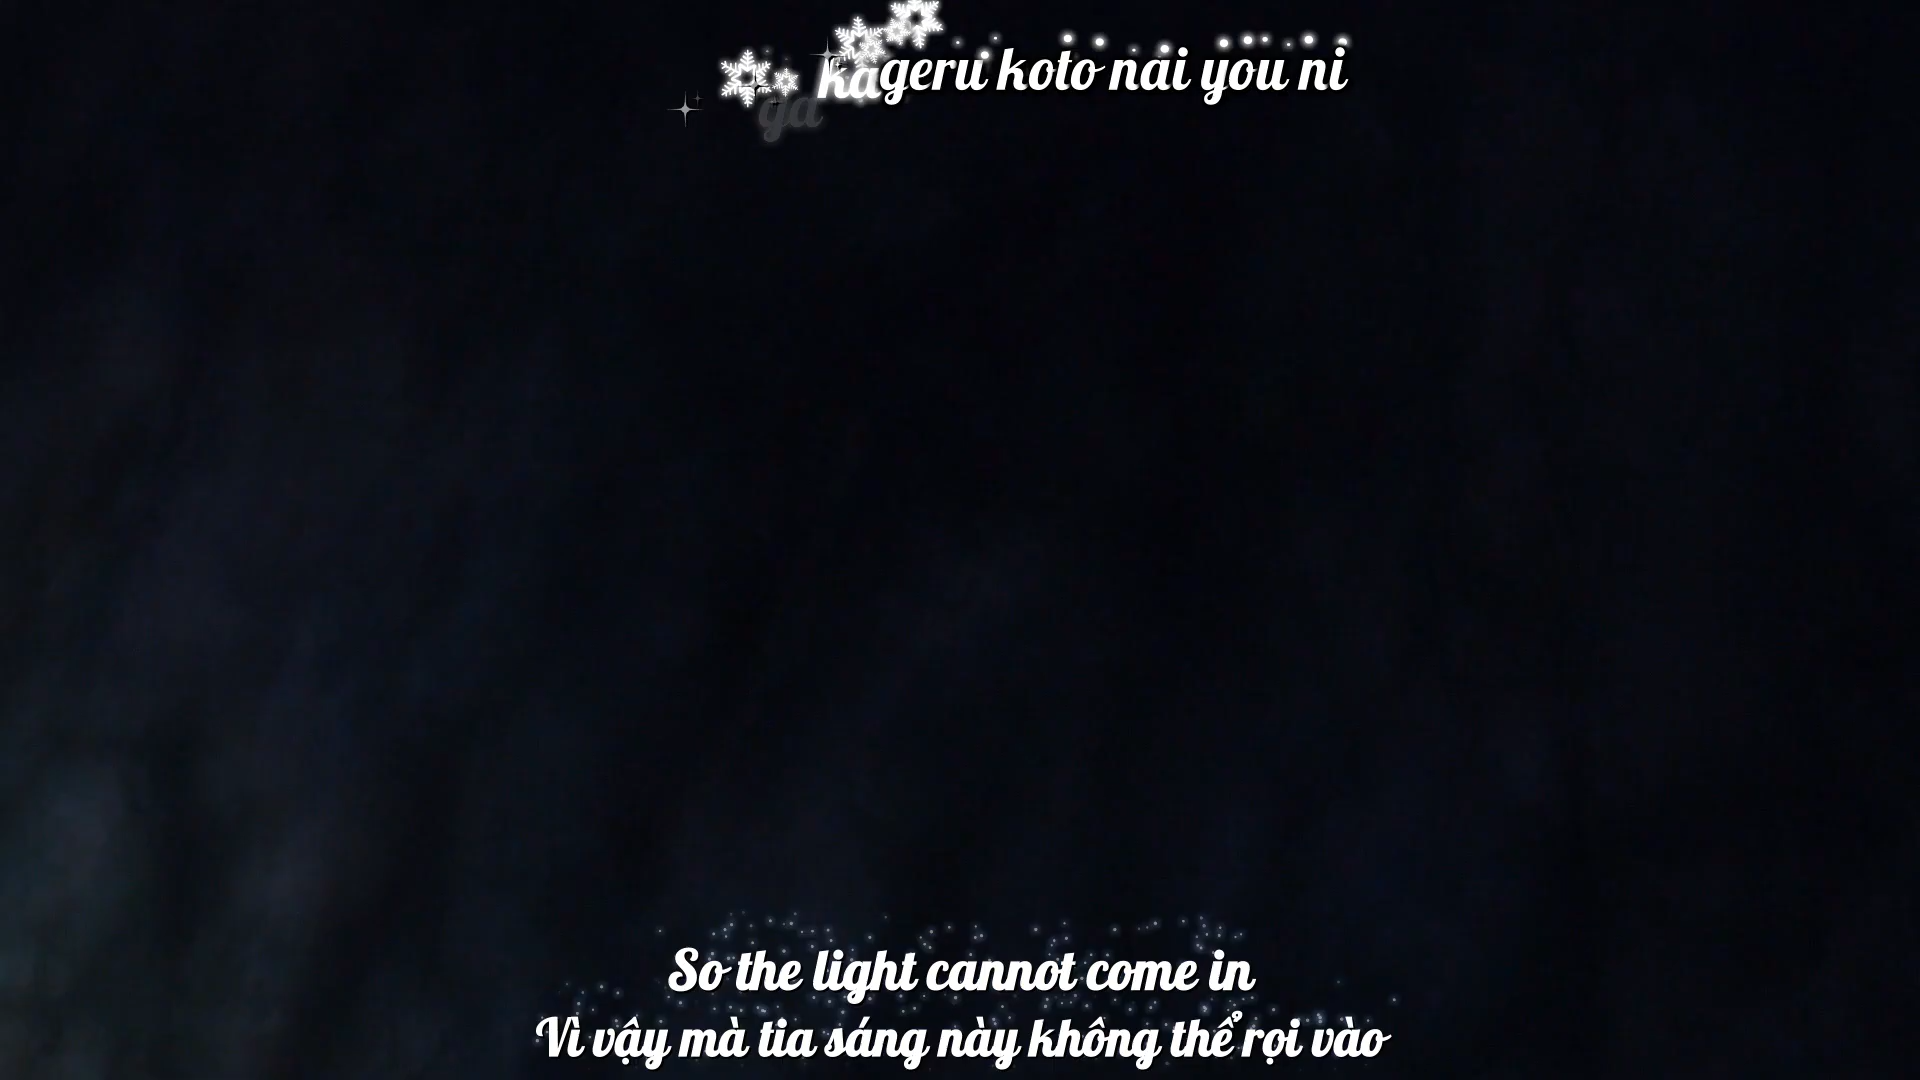 ga kageru koto nai you ni
So the light cannot come in
Vì vậy mà tia sáng này không thể rọi vào